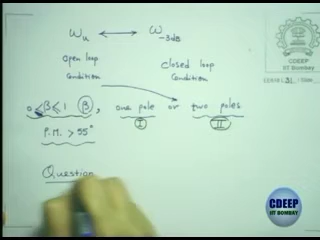 ωu ⟷ ω-3dB
open loop condition closed loop condition
0 ≤ β ≤ 1 (β), one pole or two poles
I II
P.M. > 55°
Question
CDEEP
IIT Bombay
CDEEP
IIT BOMBAY